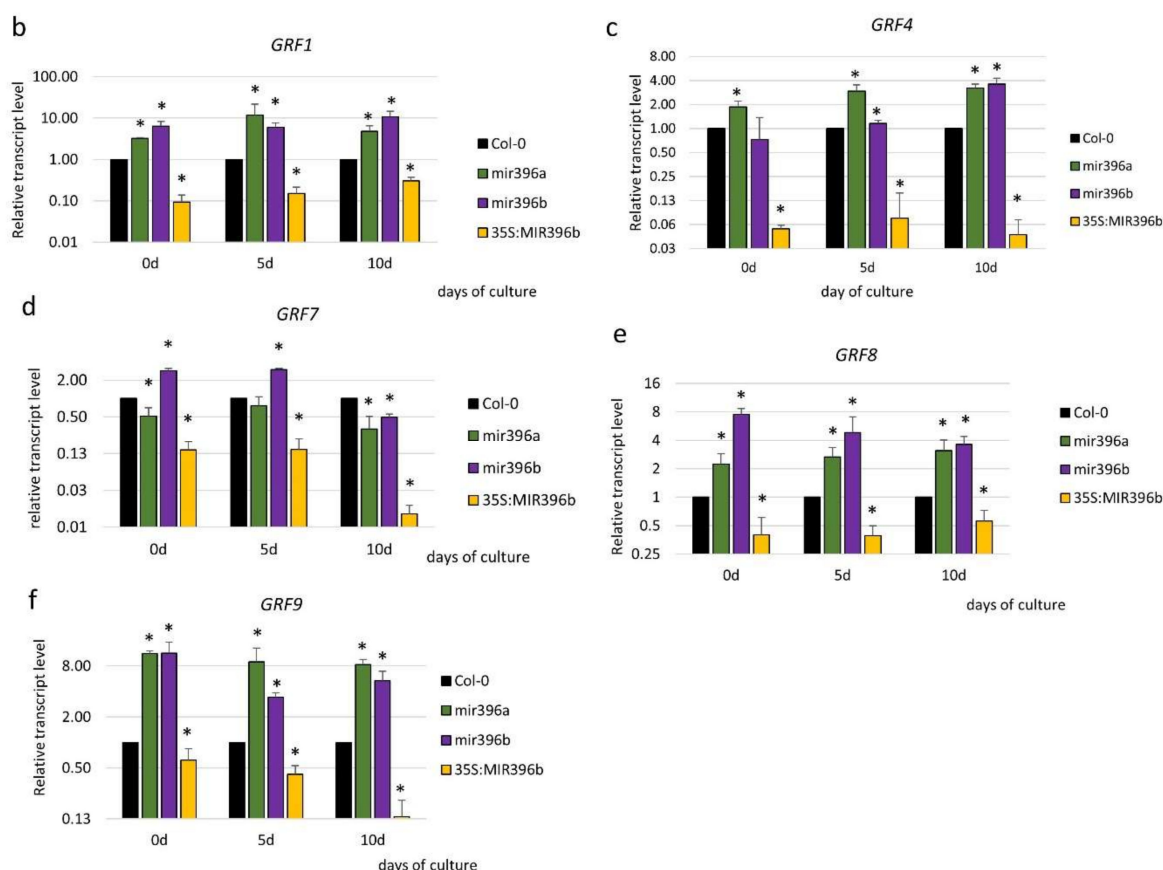 b
GRF1
Relative transcript level
100.00
10.00
1.00
0.10
0.01
* * *
* * *
* * *
0d 5d 10d
days of culture
Col-0
mir396a
mir396b
35S:MIR396b
c
GRF4
Relative transcript level
8.00
4.00
2.00
1.00
0.50
0.25
0.13
0.06
0.03
* *
* * *
* * *
0d 5d 10d
day of culture
Col-0
mir396a
mir396b
35S:MIR396b
d
GRF7
relative transcript level
2.00
0.50
0.13
0.03
0.01
* * *
* *
* * *
0d 5d 10d
days of culture
Col-0
mir396a
mir396b
35S:MIR396b
e
GRF8
Relative transcript level
16
8
4
2
1
0.5
0.25
* * *
* * *
* * *
0d 5d 10d
days of culture
Col-0
mir396a
mir396b
35S:MIR396b
f
GRF9
Relative transcript level
8.00
2.00
0.50
0.13
* * *
* * *
* * *
0d 5d 10d
days of culture
Col-0
mir396a
mir396b
35S:MIR396b